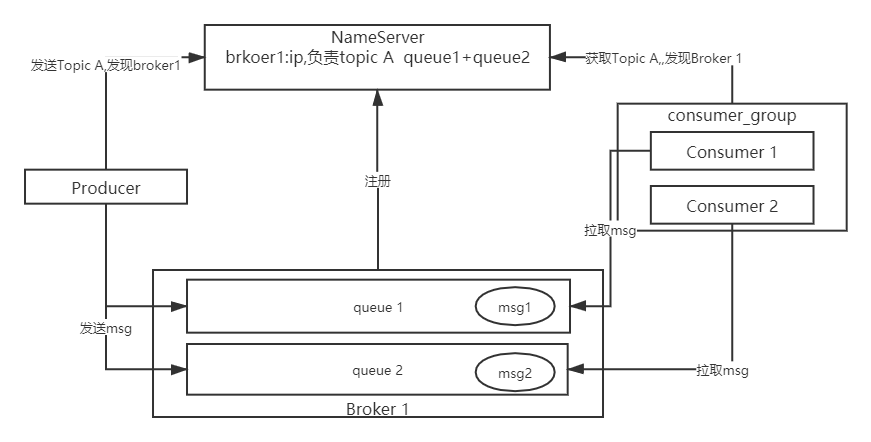 NameServer
brkoer1:ip,负责topic A queue1+queue2
发送Topic A,发现broker1
获取Topic A,,发现Broker 1
consumer_group
Consumer 1
Consumer 2
Producer
注册
拉取msg
queue 1
msg1
发送msg
queue 2
msg2
拉取msg
Broker 1